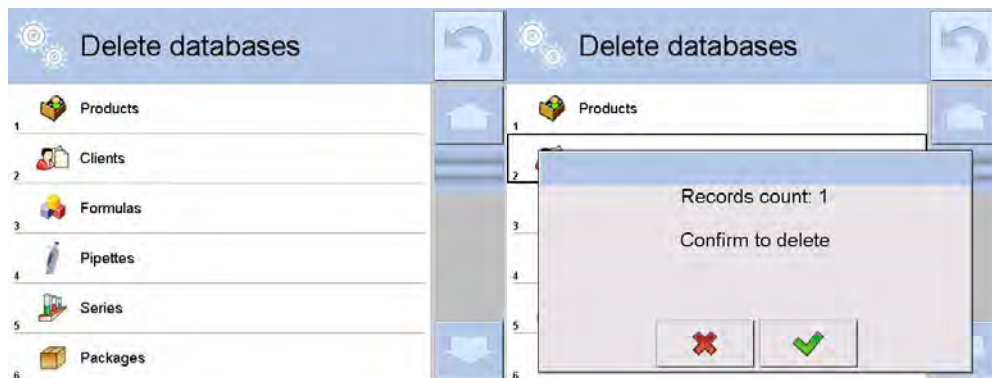 Delete databases
Products
1
Clients
2
Formulas
3
Pipettes
4
Series
5
Packages
6
Delete databases
Products
1
2
Records count: 1
3
Confirm to delete
4
5
6